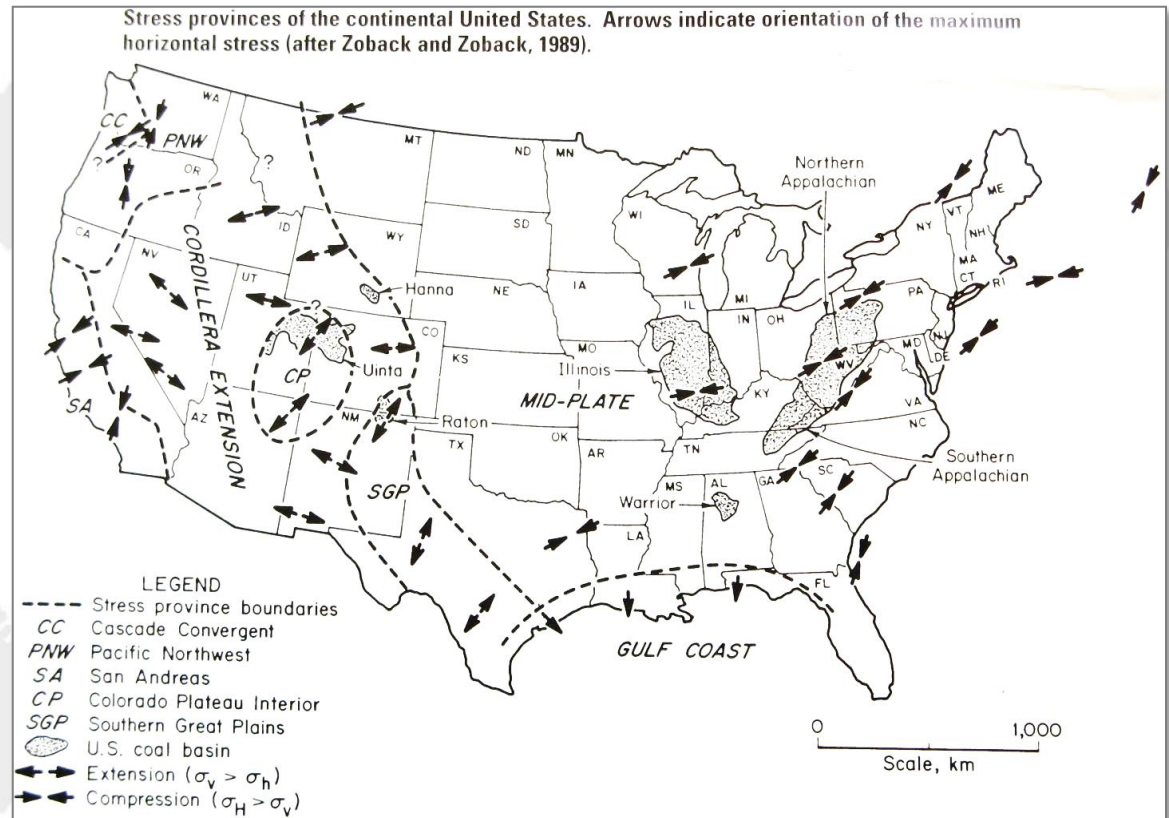 Stress provinces of the continental United States. Arrows indicate orientation of the maximum
horizontal stress (after Zoback and Zoback, 1989).
WA
CC
PNW
MT
ND
MN
?
?
OR
Northern
Appalachian
ME
ID
SD
WI
NY
VT
NH
CA
NV
CORDILLERA EXTENSION
WY
MA
CT
RI
UT
Hanna
NE
IA
MI
PA
?
IL
IN
OH
NJ
CO
MD
DE
KS
MO
WV
Uinta
Illinois
CP
MID-PLATE
KY
VA
SA
AZ
NM
Raton
OK
NC
TX
AR
TN
Southern
Appalachian
SC
SGP
MS
AL
GA
Warrior
LA
FL
GULF COAST
LEGEND
Stress province boundaries
CC Cascade Convergent
PNW Pacific Northwest
SA San Andreas
CP Colorado Plateau Interior
SGP Southern Great Plains
U.S. coal basin
Extension (σv > σh)
Compression (σH > σv)
0 1,000
Scale, km